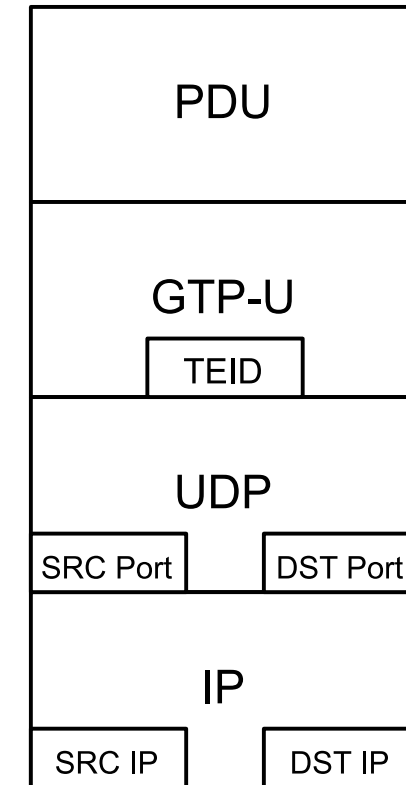 PDU
GTP-U
TEID
UDP
SRC Port
DST Port
IP
SRC IP
DST IP